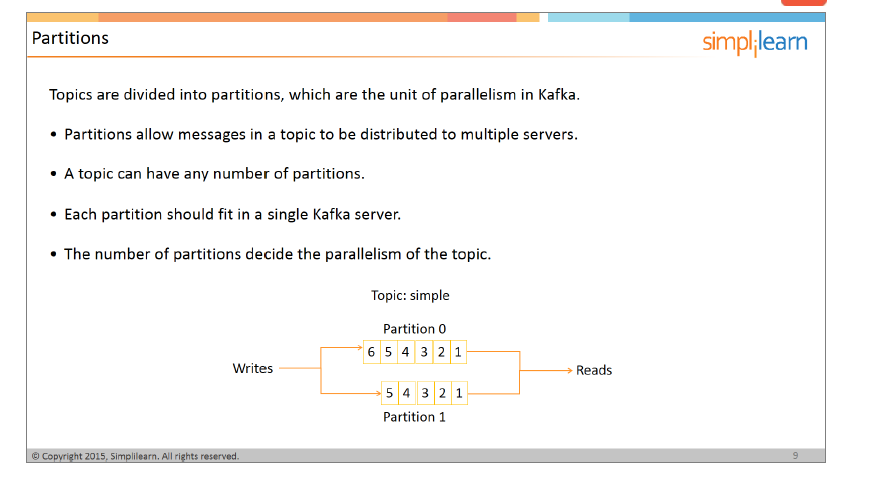 Partitions
simplilearn
Topics are divided into partitions, which are the unit of parallelism in Kafka.
• Partitions allow messages in a topic to be distributed to multiple servers.
• A topic can have any number of partitions.
• Each partition should fit in a single Kafka server.
• The number of partitions decide the parallelism of the topic.
Topic: simple
Partition 0
6 5 4 3 2 1
Writes
Reads
5 4 3 2 1
Partition 1
© Copyright 2015, Simplilearn. All rights reserved.
9